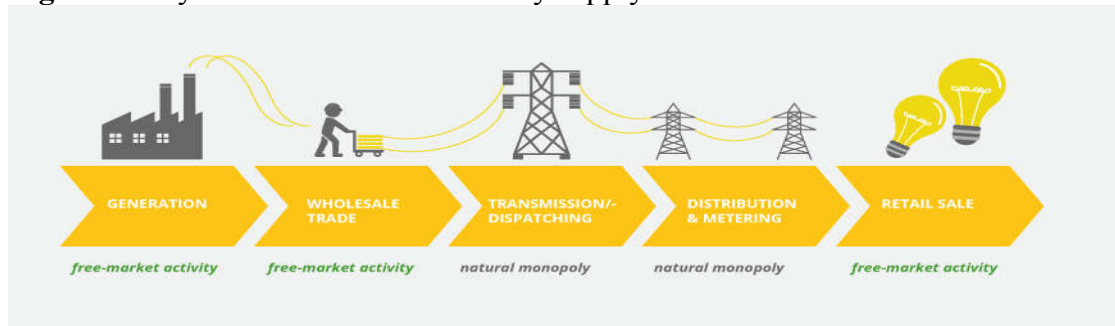 GENERATION
WHOLESALE
TRADE
TRANSMISSION/-
DISPATCHING
DISTRIBUTION
& METERING
RETAIL SALE
free-market activity
free-market activity
natural monopoly
natural monopoly
free-market activity